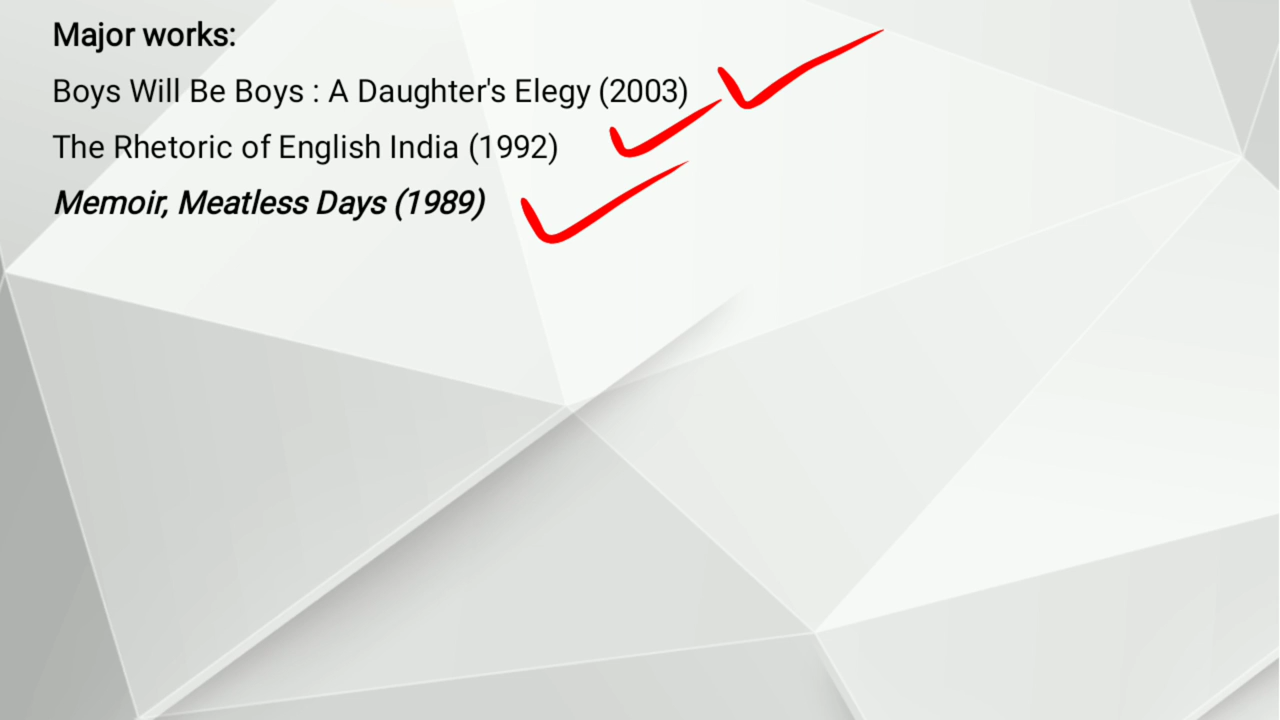 Major works:
Boys Will Be Boys : A Daughter's Elegy (2003)
The Rhetoric of English India (1992)
Memoir, Meatless Days (1989)